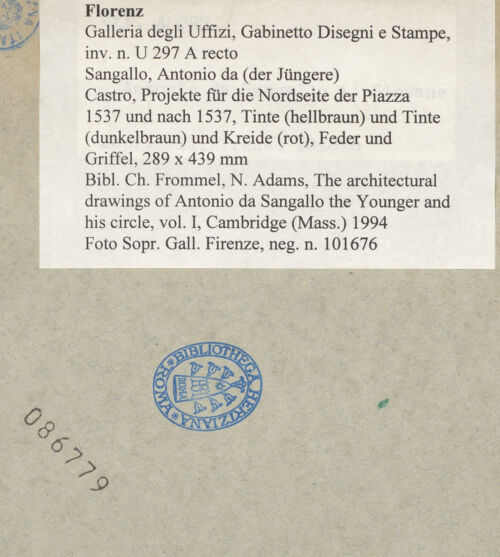 Florenz
Galleria degli Uffizi, Gabinetto Disegni e Stampe,
inv. n. U 297 A recto
Sangallo, Antonio da (der Jüngere)
Castro, Projekte für die Nordseite der Piazza
1537 und nach 1537, Tinte (hellbraun) und Tinte
(dunkelbraun) und Kreide (rot), Feder und
Griffel, 289 x 439 mm
Bibl. Ch. Frommel, N. Adams, The architectural
drawings of Antonio da Sangallo the Younger and
his circle, vol. I, Cambridge (Mass.) 1994
Foto Sopr. Gall. Firenze, neg. n. 101676
BIBLIOTHECA HERTZIANA * ROMA *
086779